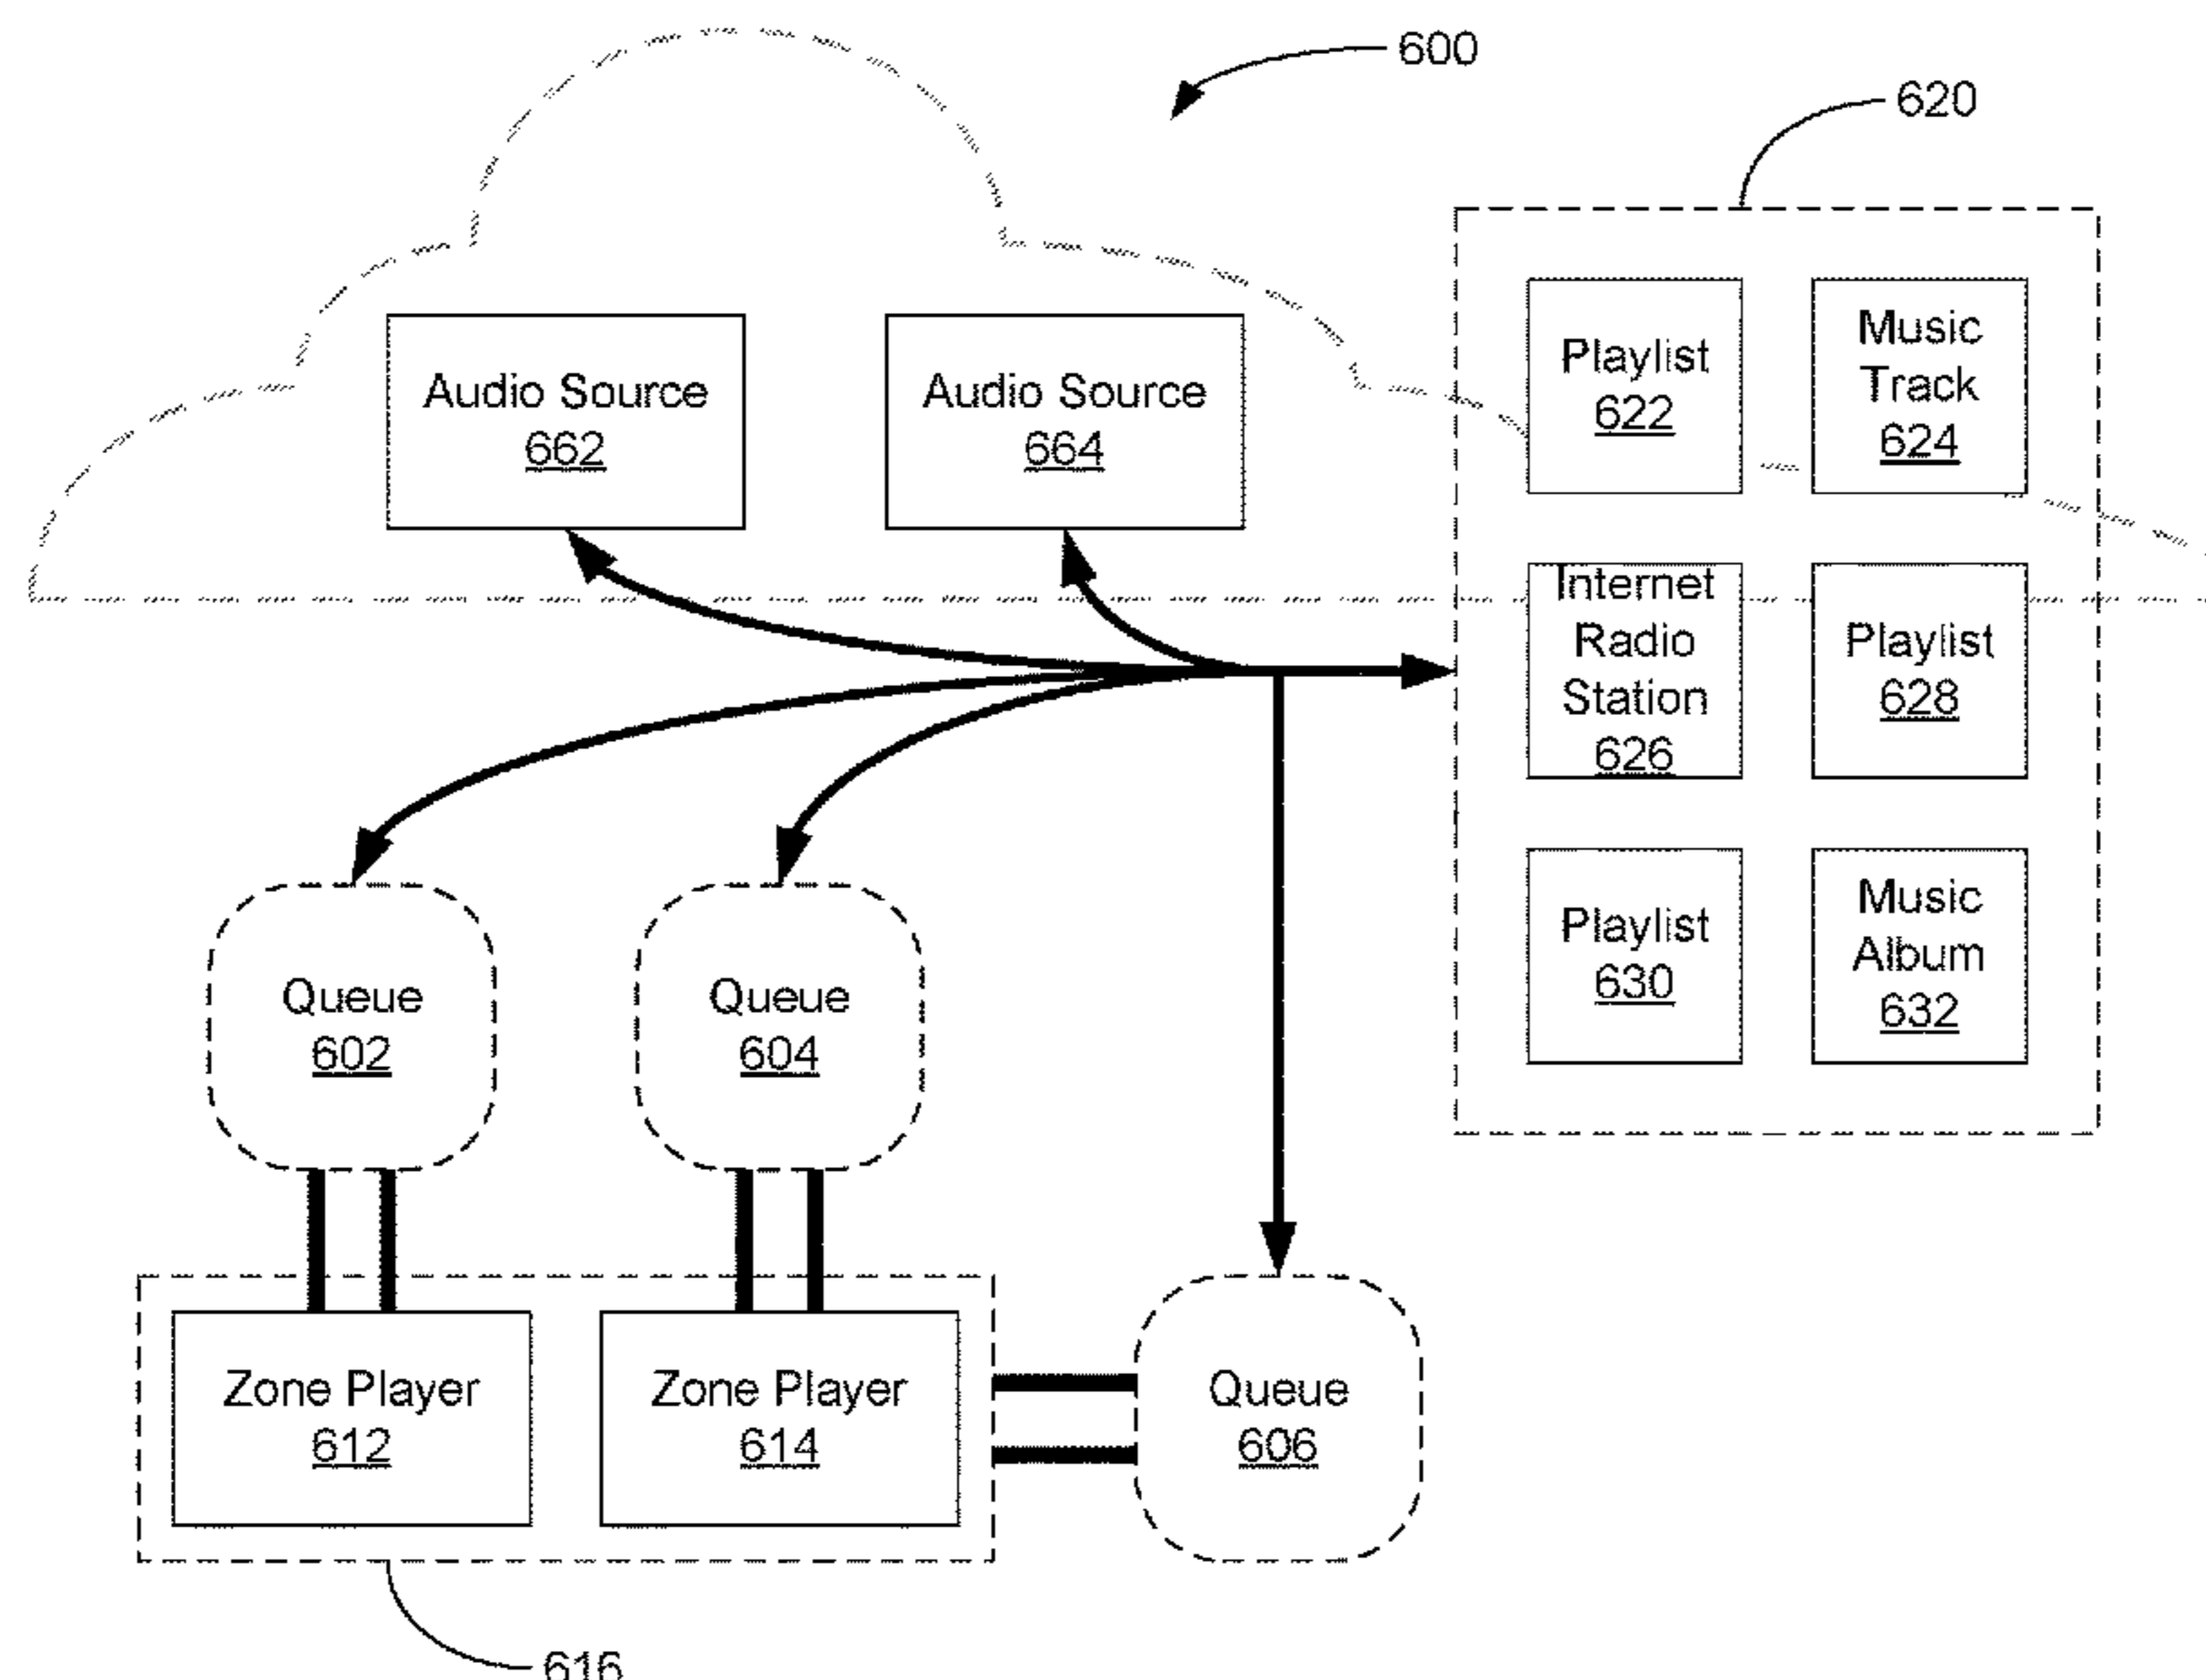 600
620
Audio Source
662
Audio Source
664
Playlist
622
Music
Track
624
Internet
Radio
Station
626
Playlist
628
Playlist
630
Music
Album
632
Queue
602
Queue
604
Zone Player
612
Zone Player
614
Queue
606
616